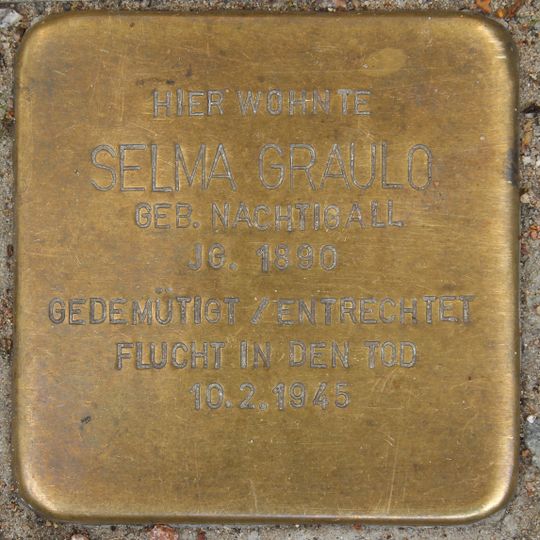 HIER WOHNTE
SELMA GRAULO
GEB. NACHTIGALL
JG. 1890
GEDEMÜTIGT / ENTRECHTET
FLUCHT IN DEN TOD
10.2.1945